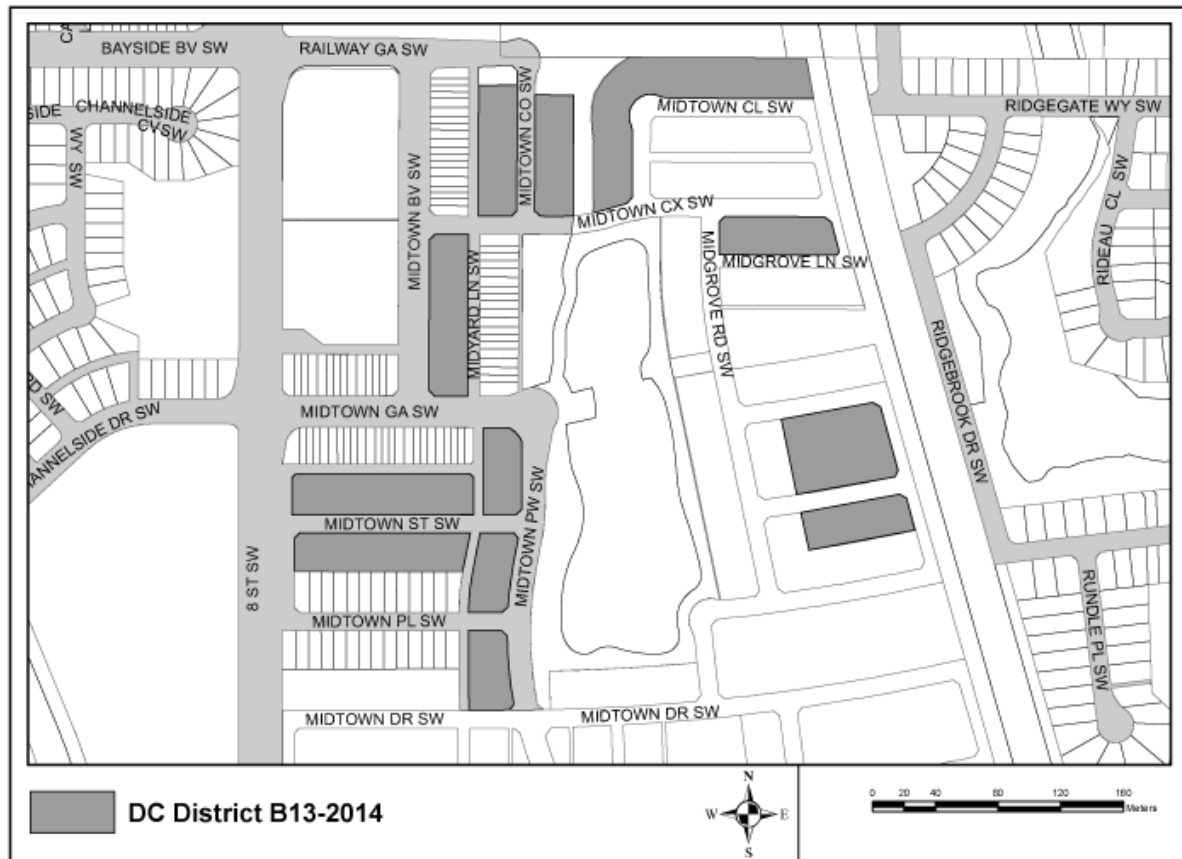 CA
BAYSIDE BV SW
RAILWAY GA SW
SIDE
CHANNELSIDE
CV SW
WY SW
MIDTOWN CO SW
MIDTOWN CL SW
RIDGEGATE WY SW
MIDTOWN BV SW
MIDTOWN CX SW
RIDEAU CL SW
MIDGROVE LN SW
MIDYARD LN SW
MIDGROVE RD SW
RIDGEBROOK DR SW
RD SW
MIDTOWN GA SW
HANNELSIDE DR SW
MIDTOWN ST SW
MIDTOWN PW SW
8 ST SW
MIDTOWN PL SW
RUNDLE PL SW
MIDTOWN DR SW
MIDTOWN DR SW
DC District B13-2014
N
W E
S
0 20 40 80 120 160
Meters